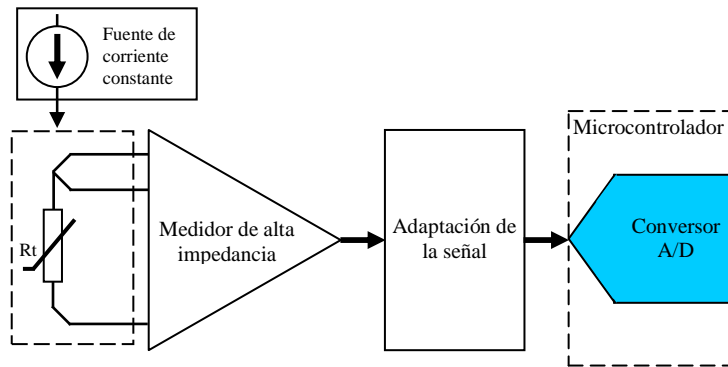 Fuente de
corriente
constante
Microcontrolador
Rt
Medidor de alta
impedancia
Adaptación de
la señal
Conversor
A/D